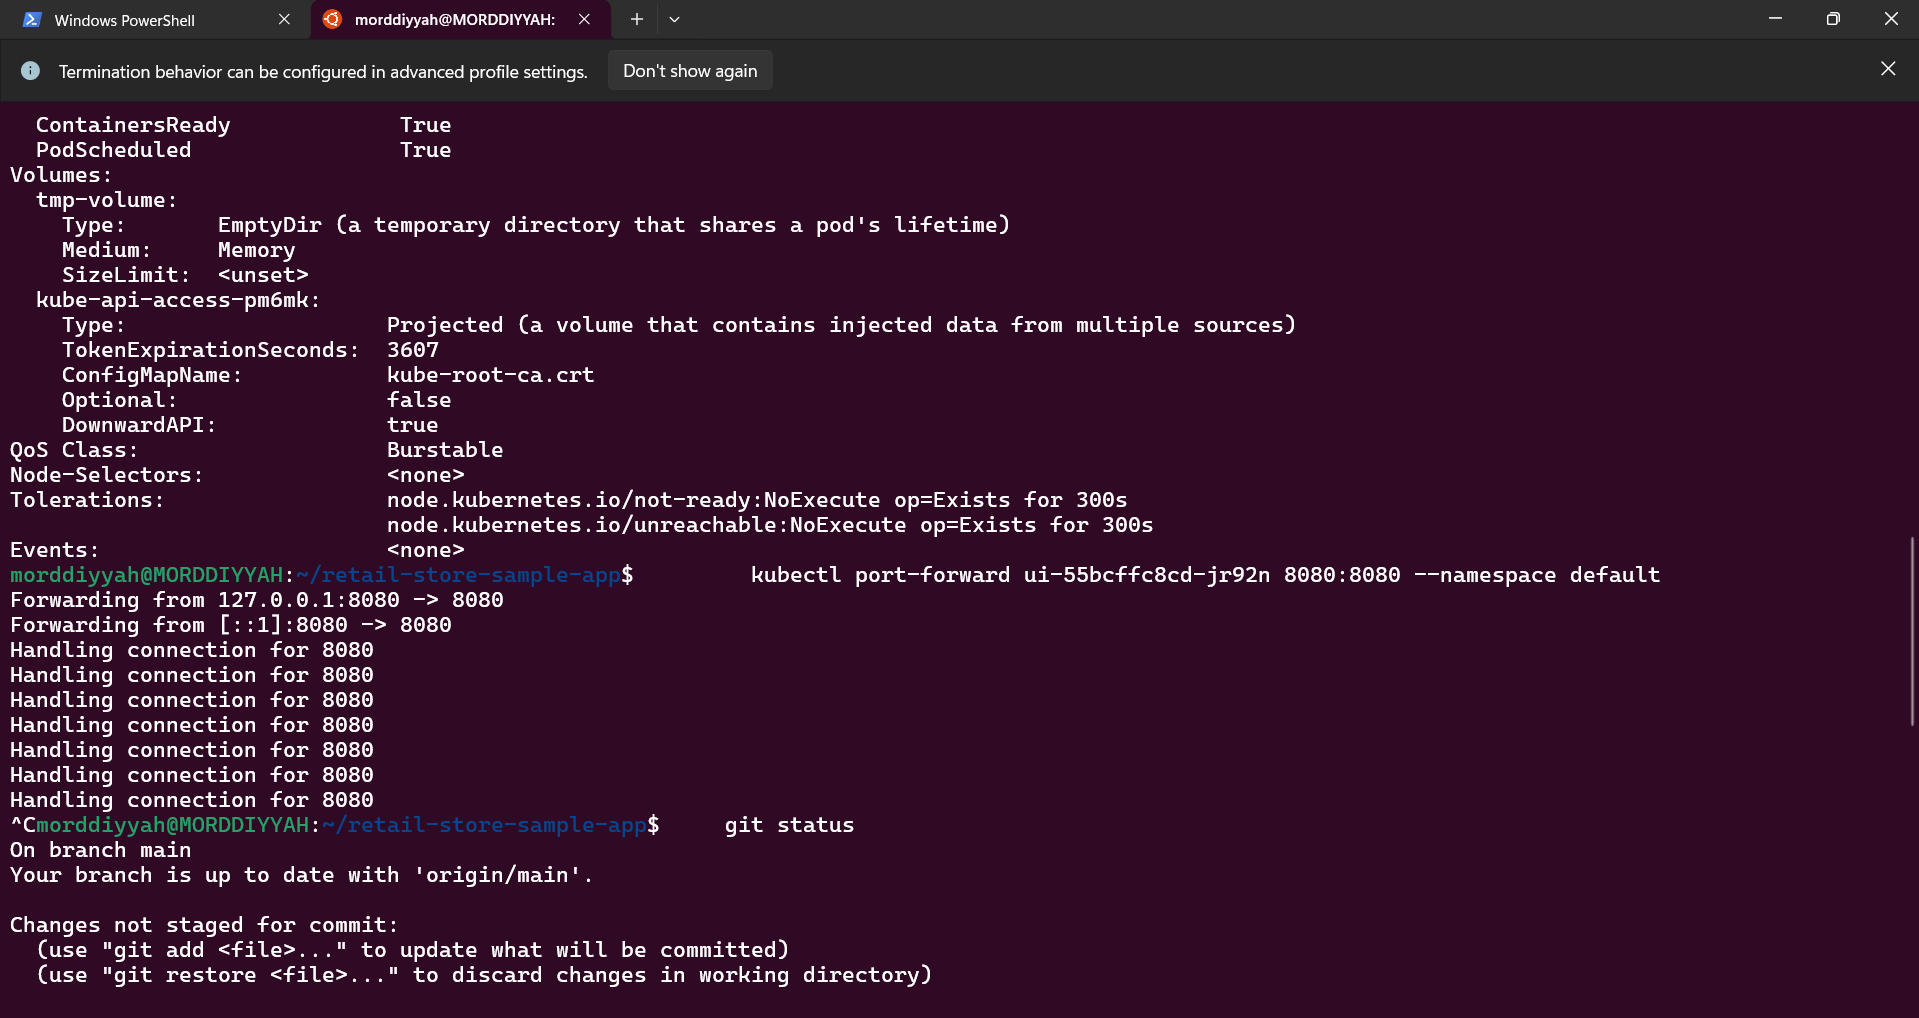 Windows PowerShell
morddiyyah@MORDDIYYAH:
Termination behavior can be configured in advanced profile settings.
Don't show again
ContainersReady True
PodScheduled True
Volumes:
tmp-volume:
Type: EmptyDir (a temporary directory that shares a pod's lifetime)
Medium: Memory
SizeLimit: <unset>
kube-api-access-pm6mk:
Type: Projected (a volume that contains injected data from multiple sources)
TokenExpirationSeconds: 3607
ConfigMapName: kube-root-ca.crt
Optional: false
DownwardAPI: true
QoS Class: Burstable
Node-Selectors: <none>
Tolerations: node.kubernetes.io/not-ready:NoExecute op=Exists for 300s
node.kubernetes.io/unreachable:NoExecute op=Exists for 300s
Events: <none>
morddiyyah@MORDDIYYAH:~/retail-store-sample-app$ kubectl port-forward ui-55bcffc8cd-jr92n 8080:8080 --namespace default
Forwarding from 127.0.0.1:8080 -> 8080
Forwarding from [::1]:8080 -> 8080
Handling connection for 8080
Handling connection for 8080
Handling connection for 8080
Handling connection for 8080
Handling connection for 8080
Handling connection for 8080
Handling connection for 8080
^Cmorddiyyah@MORDDIYYAH:~/retail-store-sample-app$ git status
On branch main
Your branch is up to date with 'origin/main'.
Changes not staged for commit:
(use "git add <file>..." to update what will be committed)
(use "git restore <file>..." to discard changes in working directory)